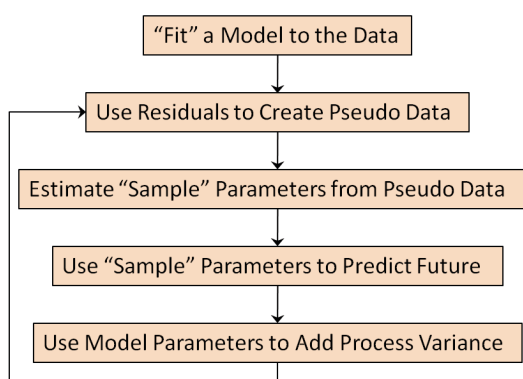 “Fit” a Model to the Data
Use Residuals to Create Pseudo Data
Estimate “Sample” Parameters from Pseudo Data
Use “Sample” Parameters to Predict Future
Use Model Parameters to Add Process Variance